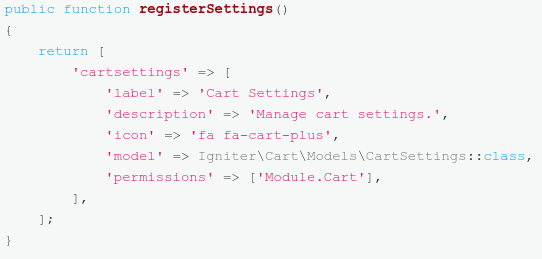 public function registerSettings()
{
    return [
        'cartsettings' => [
            'label' => 'Cart Settings',
            'description' => 'Manage cart settings.',
            'icon' => 'fa fa-cart-plus',
            'model' => Igniter\Cart\Models\CartSettings::class,
            'permissions' => ['Module.Cart'],
        ],
    ];
}